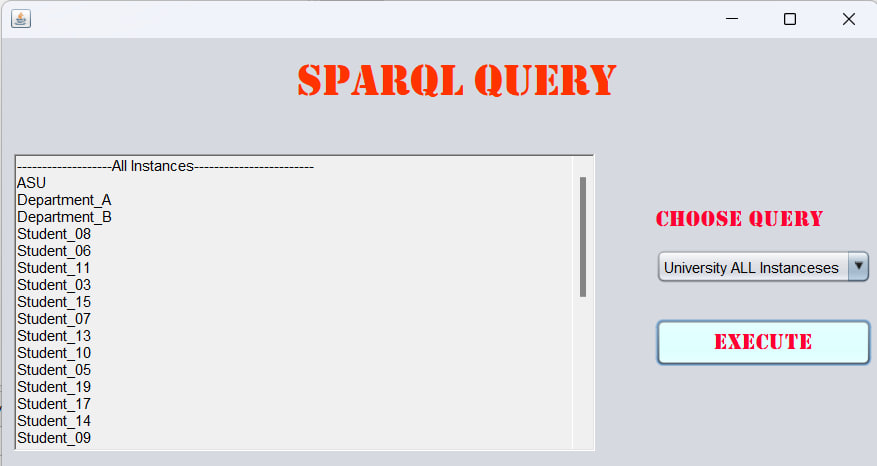 SPARQL QUERY
-------------------All Instances------------------------
ASU
Department_A
Department_B
Student_08
Student_06
Student_11
Student_03
Student_15
Student_07
Student_13
Student_10
Student_05
Student_19
Student_17
Student_14
Student_09
CHOOSE QUERY
University ALL Instanceses
EXECUTE